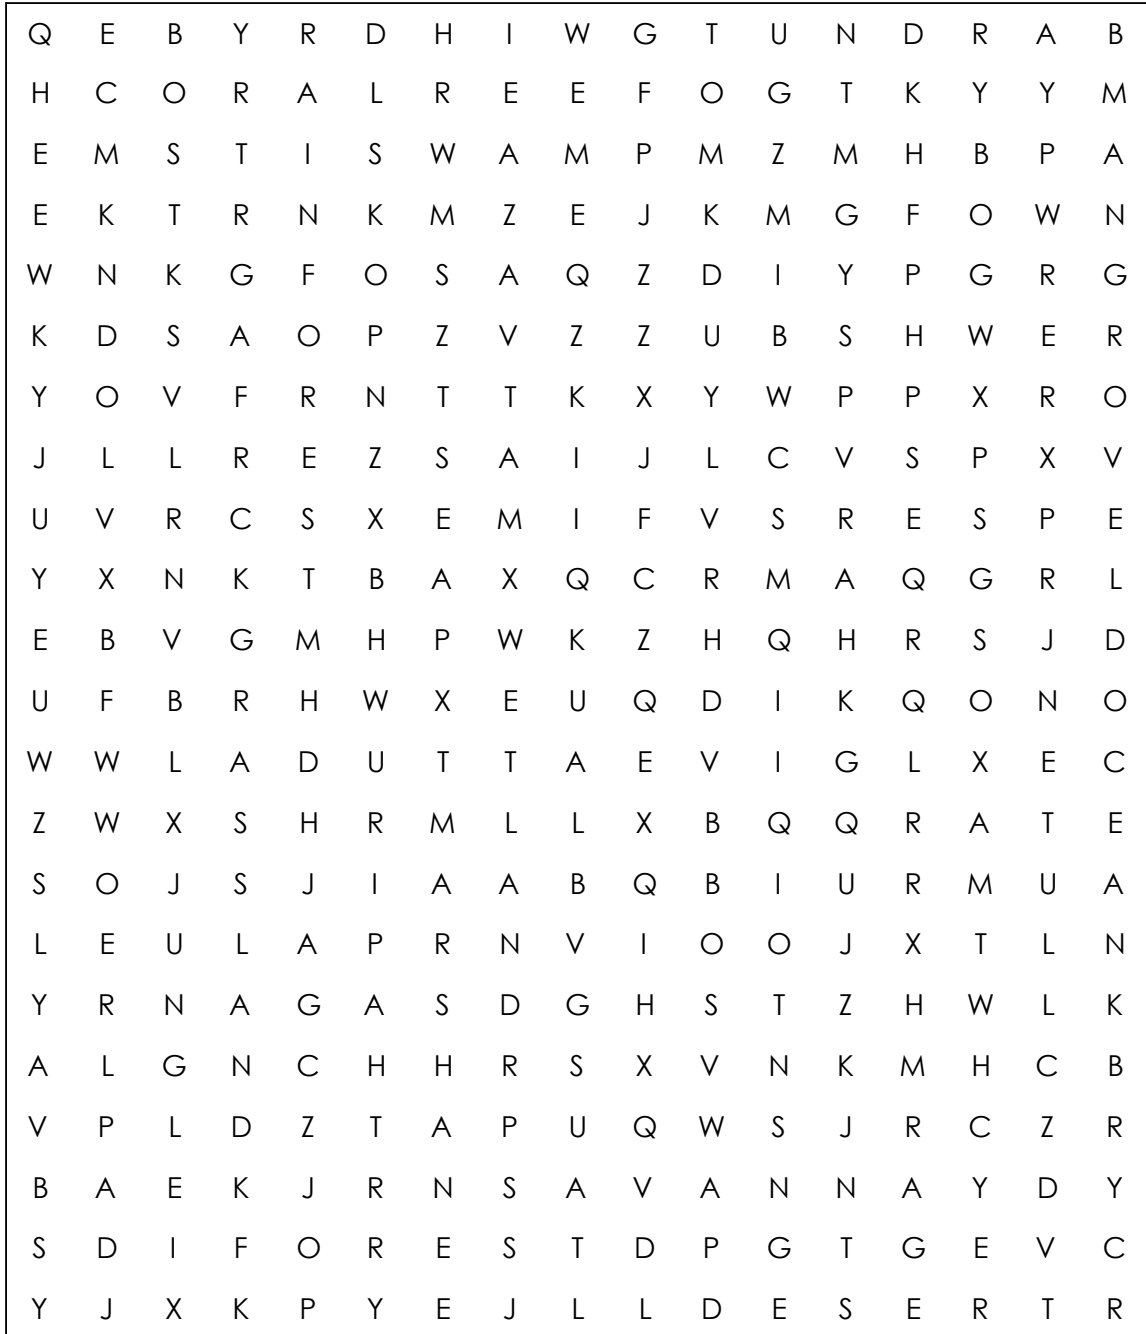 Q E B Y R D H I W G T U N D R A B
H C O R A L R E E F O G T K Y Y M
E M S T I S W A M P M Z M H B P A
E K T R N K M Z E J K M G F O W N
W N K G F O S A Q Z D I Y P G R G
K D S A O P Z V Z Z U B S H W E R
Y O V F R N T T K X Y W P P X R O
J L L R E Z S A I J L C V S P X V
U V R C S X E M I F V S R E S P E
Y X N K T B A X Q C R M A Q G R L
E B V G M H P W K Z H Q H R S J D
U F B R H W X E U Q D I K Q O N O
W W L A D U T T A E V I G L X E C
Z W X S H R M L L X B Q Q R A T E
S O J S J I A A B Q B I U R M U A
L E U L A P R N V I O O J X T L N
Y R N A G A S D G H S T Z H W L K
A L G N C H H R S X V N K M H C B
V P L D Z T A P U Q W S J R C Z R
B A E K J R N S A V A N N A Y D Y
S D I F O R E S T D P G T G E V C
Y J X K P Y E J L L D E S E R T R